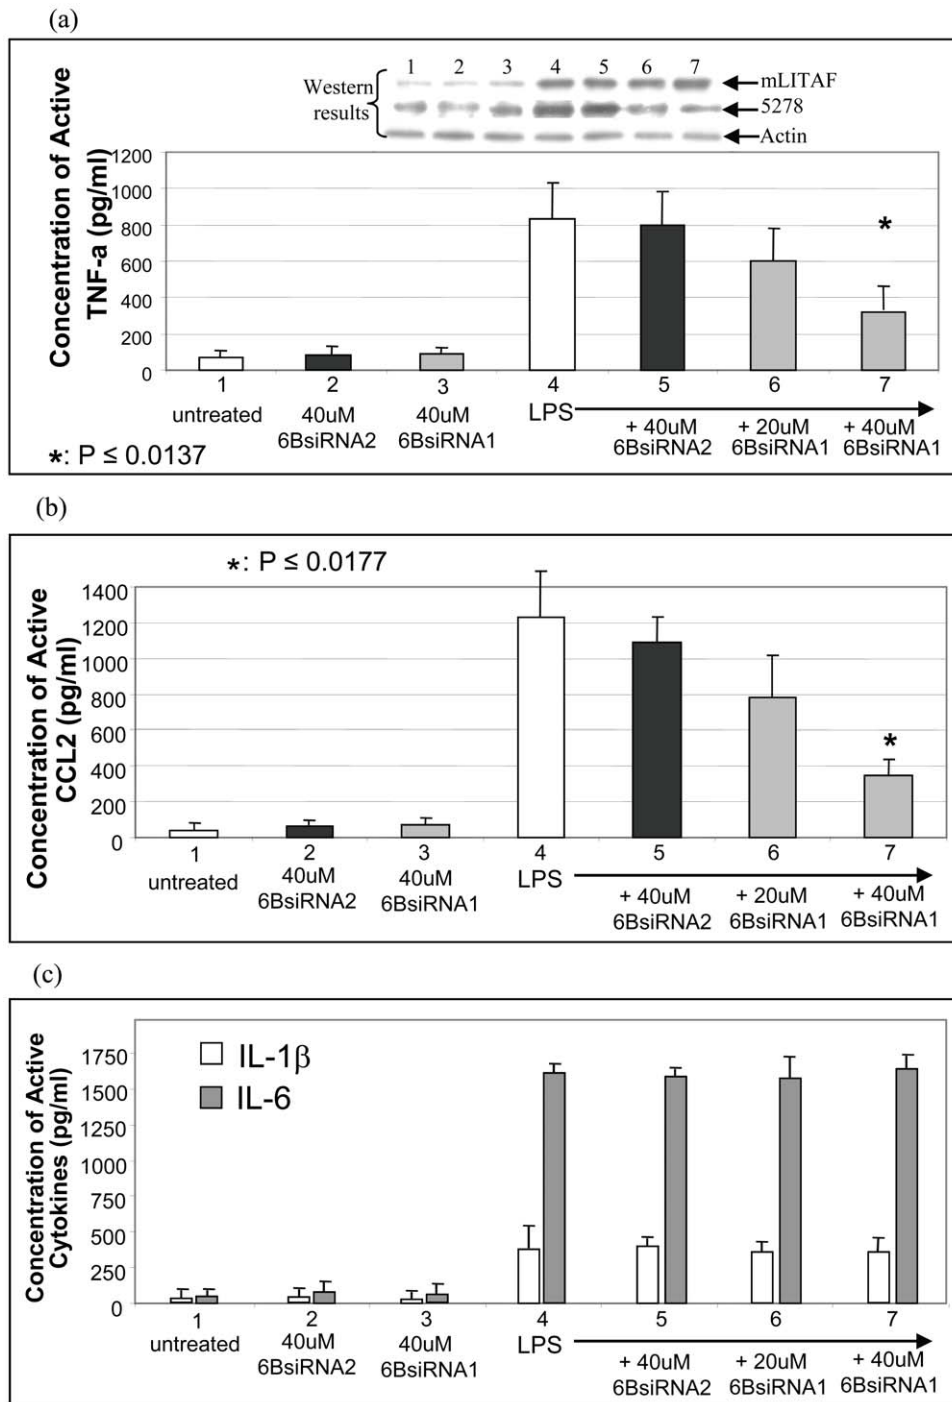 (a)
1 2 3 4 5 6 7
Western
results
mLITAF
5278
Actin
Concentration of Active
TNF-a (pg/ml)
1200
1000
800
600
400
200
0
*
1 2 3 4 5 6 7
untreated
40uM
6BsiRNA2
40uM
6BsiRNA1
LPS
+ 40uM
6BsiRNA2
+ 20uM
6BsiRNA1
+ 40uM
6BsiRNA1
*: P ≤ 0.0137
(b)
*: P ≤ 0.0177
Concentration of Active
CCL2 (pg/ml)
1400
1200
1000
800
600
400
200
0
*
1 2 3 4 5 6 7
untreated
40uM
6BsiRNA2
40uM
6BsiRNA1
LPS
+ 40uM
6BsiRNA2
+ 20uM
6BsiRNA1
+ 40uM
6BsiRNA1
(c)
Concentration of Active
Cytokines (pg/ml)
1750
1500
1250
1000
750
500
250
0
IL-1β
IL-6
1 2 3 4 5 6 7
untreated
40uM
6BsiRNA2
40uM
6BsiRNA1
LPS
+ 40uM
6BsiRNA2
+ 20uM
6BsiRNA1
+ 40uM
6BsiRNA1